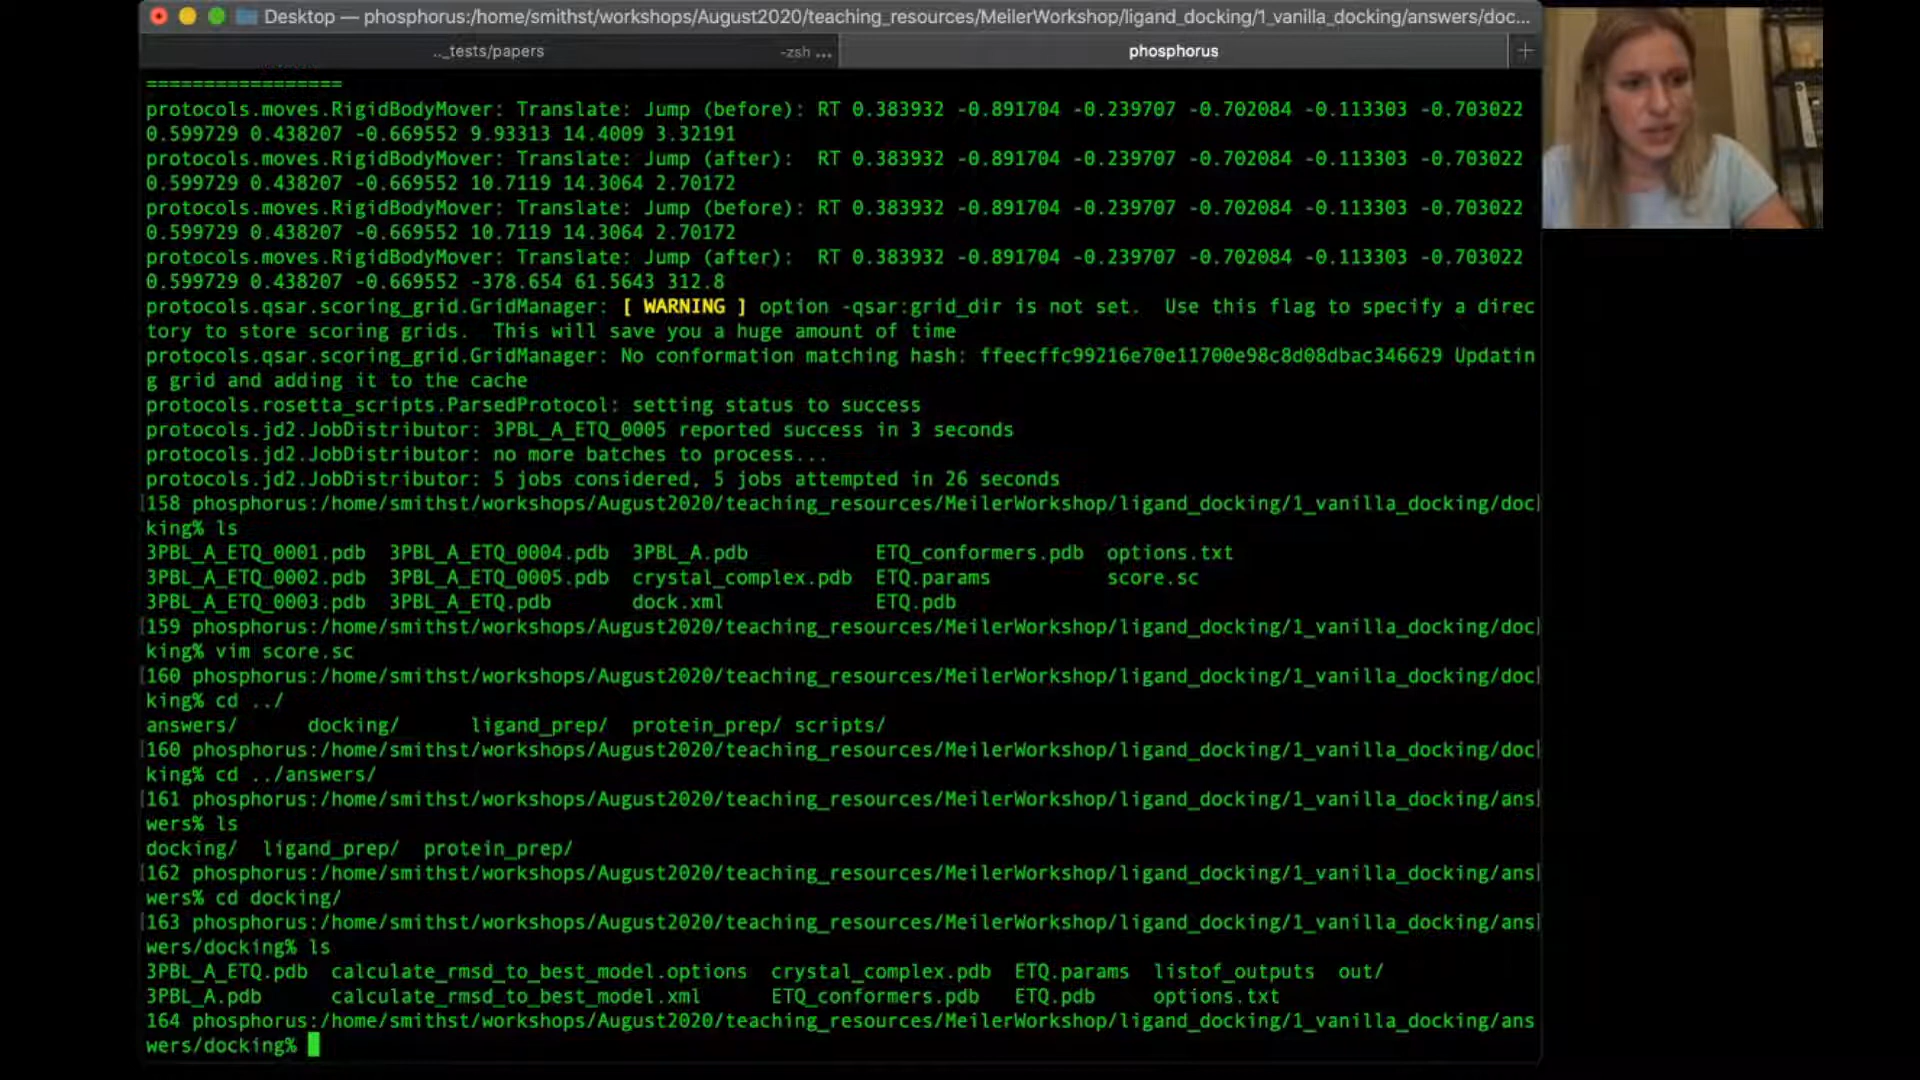 Desktop — phosphorus:/home/smithst/workshops/August2020/teaching_resources/MeilerWorkshop/ligand_docking/1_vanilla_docking/answers/doc...
.._tests/papers -zsh ... phosphorus
================
protocols.moves.RigidBodyMover: Translate: Jump (before): RT 0.383932 -0.891704 -0.239707 -0.702084 -0.113303 -0.703022
0.599729 0.438207 -0.669552 9.93313 14.4009 3.32191
protocols.moves.RigidBodyMover: Translate: Jump (after):  RT 0.383932 -0.891704 -0.239707 -0.702084 -0.113303 -0.703022
0.599729 0.438207 -0.669552 10.7119 14.3064 2.70172
protocols.moves.RigidBodyMover: Translate: Jump (before): RT 0.383932 -0.891704 -0.239707 -0.702084 -0.113303 -0.703022
0.599729 0.438207 -0.669552 10.7119 14.3064 2.70172
protocols.moves.RigidBodyMover: Translate: Jump (after):  RT 0.383932 -0.891704 -0.239707 -0.702084 -0.113303 -0.703022
0.599729 0.438207 -0.669552 -378.654 61.5643 312.8
protocols.qsar.scoring_grid.GridManager: [ WARNING ] option -qsar:grid_dir is not set.  Use this flag to specify a direc
tory to store scoring grids.  This will save you a huge amount of time
protocols.qsar.scoring_grid.GridManager: No conformation matching hash: ffeecffc99216e70e11700e98c8d08dbac346629 Updatin
g grid and adding it to the cache
protocols.rosetta_scripts.ParsedProtocol: setting status to success
protocols.jd2.JobDistributor: 3PBL_A_ETQ_0005 reported success in 3 seconds
protocols.jd2.JobDistributor: no more batches to process...
protocols.jd2.JobDistributor: 5 jobs considered, 5 jobs attempted in 26 seconds
[158 phosphorus:/home/smithst/workshops/August2020/teaching_resources/MeilerWorkshop/ligand_docking/1_vanilla_docking/doc]
king% ls
3PBL_A_ETQ_0001.pdb  3PBL_A_ETQ_0004.pdb  3PBL_A.pdb           ETQ_conformers.pdb  options.txt
3PBL_A_ETQ_0002.pdb  3PBL_A_ETQ_0005.pdb  crystal_complex.pdb  ETQ.params          score.sc
3PBL_A_ETQ_0003.pdb  3PBL_A_ETQ.pdb       dock.xml             ETQ.pdb
[159 phosphorus:/home/smithst/workshops/August2020/teaching_resources/MeilerWorkshop/ligand_docking/1_vanilla_docking/doc]
king% vim score.sc
[160 phosphorus:/home/smithst/workshops/August2020/teaching_resources/MeilerWorkshop/ligand_docking/1_vanilla_docking/doc]
king% cd ../
answers/      docking/      ligand_prep/  protein_prep/ scripts/
[160 phosphorus:/home/smithst/workshops/August2020/teaching_resources/MeilerWorkshop/ligand_docking/1_vanilla_docking/doc]
king% cd ../answers/
[161 phosphorus:/home/smithst/workshops/August2020/teaching_resources/MeilerWorkshop/ligand_docking/1_vanilla_docking/ans]
wers% ls
docking/  ligand_prep/  protein_prep/
[162 phosphorus:/home/smithst/workshops/August2020/teaching_resources/MeilerWorkshop/ligand_docking/1_vanilla_docking/ans]
wers% cd docking/
[163 phosphorus:/home/smithst/workshops/August2020/teaching_resources/MeilerWorkshop/ligand_docking/1_vanilla_docking/ans]
wers/docking% ls
3PBL_A_ETQ.pdb  calculate_rmsd_to_best_model.options  crystal_complex.pdb  ETQ.params  listof_outputs  out/
3PBL_A.pdb      calculate_rmsd_to_best_model.xml      ETQ_conformers.pdb   ETQ.pdb     options.txt
164 phosphorus:/home/smithst/workshops/August2020/teaching_resources/MeilerWorkshop/ligand_docking/1_vanilla_docking/ans
wers/docking%